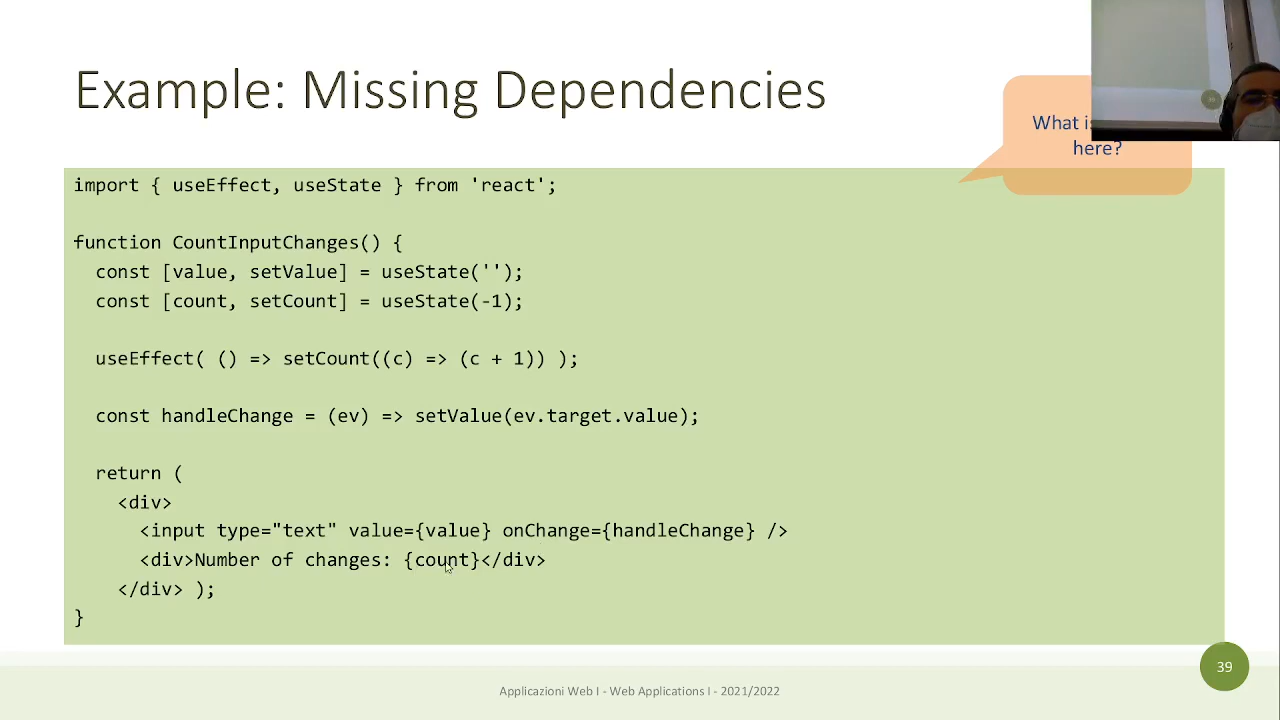 Example: Missing Dependencies
What
here?
import { useEffect, useState } from 'react';
function CountInputChanges() {
const [value, setValue] = useState('');
const [count, setCount] = useState(-1);
useEffect( () => setCount((c) => (c + 1)) );
const handleChange = (ev) => setValue(ev.target.value);
return (
<div>
<input type="text" value={value} onChange={handleChange} />
<div>Number of changes: {count}</div>
</div> );
}
39
Applicazioni Web I - Web Applications I - 2021/2022